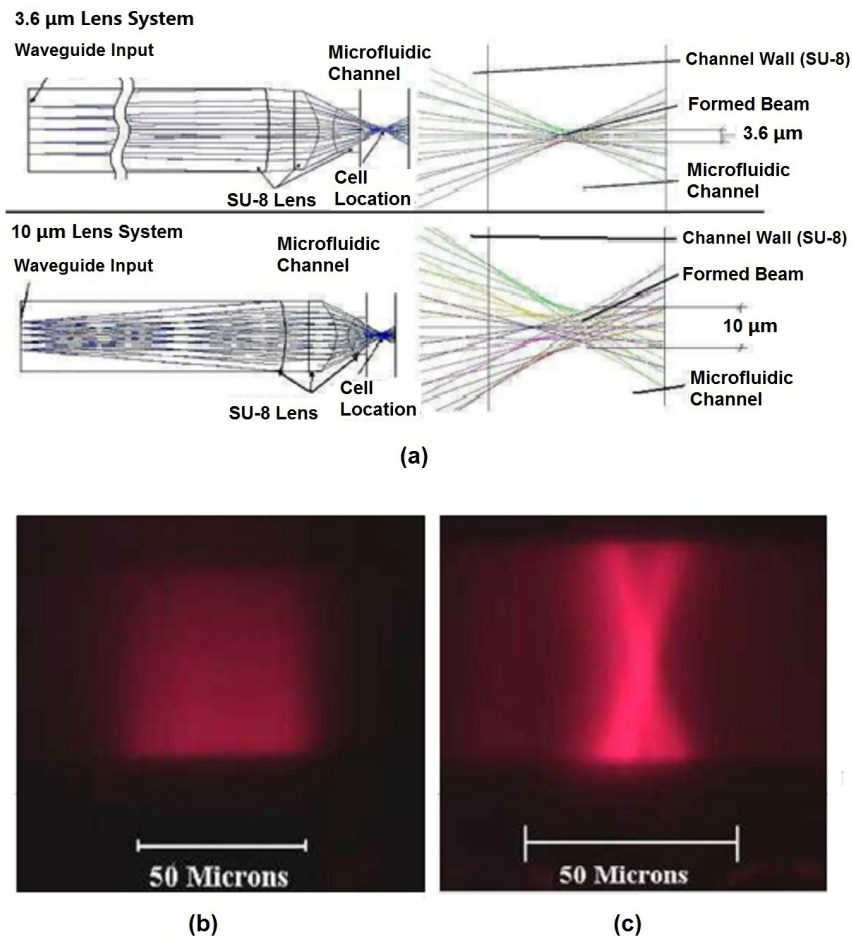 3.6 µm Lens System
Waveguide Input
Microfluidic
Channel
SU-8 Lens
Cell
Location
Channel Wall (SU-8)
Formed Beam
3.6 µm
Microfluidic
Channel
10 µm Lens System
Waveguide Input
Microfluidic
Channel
SU-8 Lens
Cell
Location
Channel Wall (SU-8)
Formed Beam
10 µm
Microfluidic
Channel
(a)
50 Microns
50 Microns
(b)
(c)